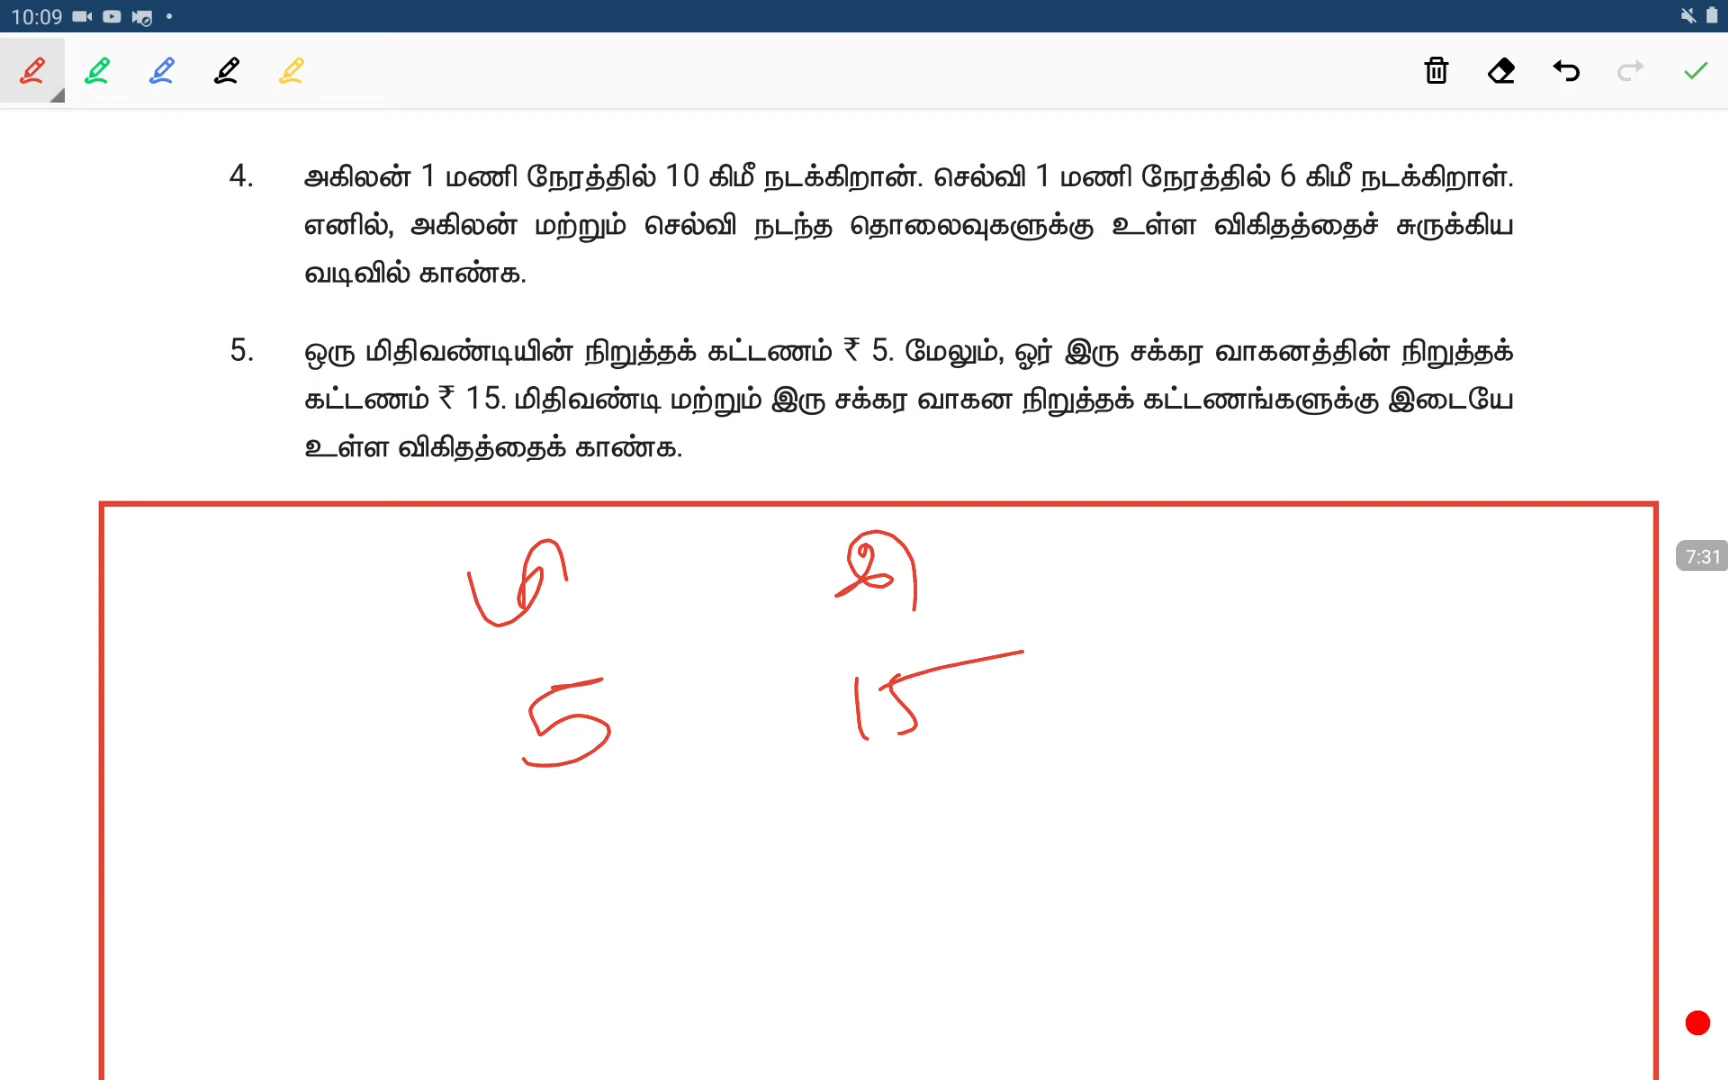 10:09
4. அகிலன் 1 மணி நேரத்தில் 10 கிமீ நடக்கிறான். செல்வி 1 மணி நேரத்தில் 6 கிமீ நடக்கிறாள்.
எனில், அகிலன் மற்றும் செல்வி நடந்த தொலைவுகளுக்கு உள்ள விகிதத்தைச் சுருக்கிய
வடிவில் காண்க.
5. ஒரு மிதிவண்டியின் நிறுத்தக் கட்டணம் ₹ 5. மேலும், ஓர் இரு சக்கர வாகனத்தின் நிறுத்தக்
கட்டணம் ₹ 15. மிதிவண்டி மற்றும் இரு சக்கர வாகன நிறுத்தக் கட்டணங்களுக்கு இடையே
உள்ள விகிதத்தைக் காண்க.
7:31
5 15